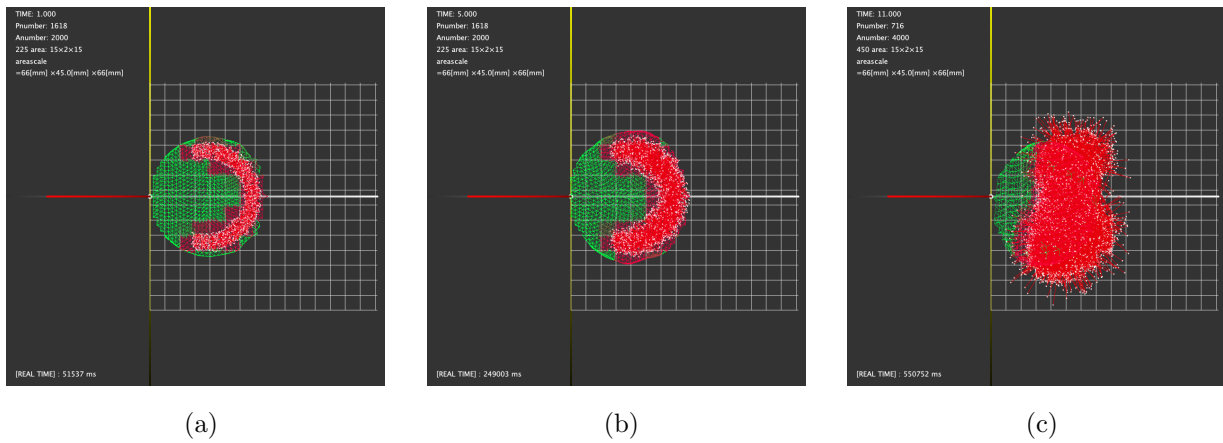 TIME: 1.000
Pnumber: 1618
Anumber: 2000
225 area: 15×2×15
areascale
=66[mm] ×45.0[mm] ×66[mm]
[REAL TIME] : 51537 ms
(a)
TIME: 5.000
Pnumber: 1618
Anumber: 2000
225 area: 15×2×15
areascale
=66[mm] ×45.0[mm] ×66[mm]
[REAL TIME] : 249003 ms
(b)
TIME: 11.000
Pnumber: 716
Anumber: 4000
450 area: 15×2×15
areascale
=66[mm] ×45.0[mm] ×66[mm]
[REAL TIME] : 550752 ms
(c)